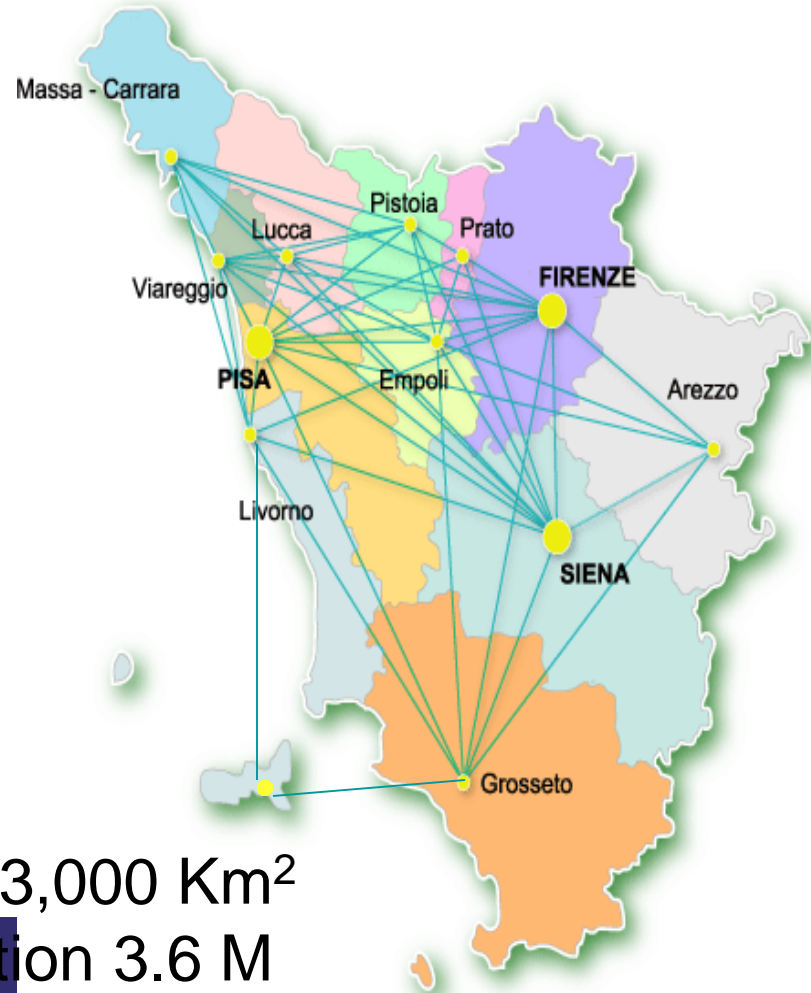 Massa - Carrara
Pistoia
Lucca
Prato
FIRENZE
Viareggio
PISA
Empoli
Arezzo
Livorno
SIENA
Grosseto
3,000 Km²
tion 3.6 M